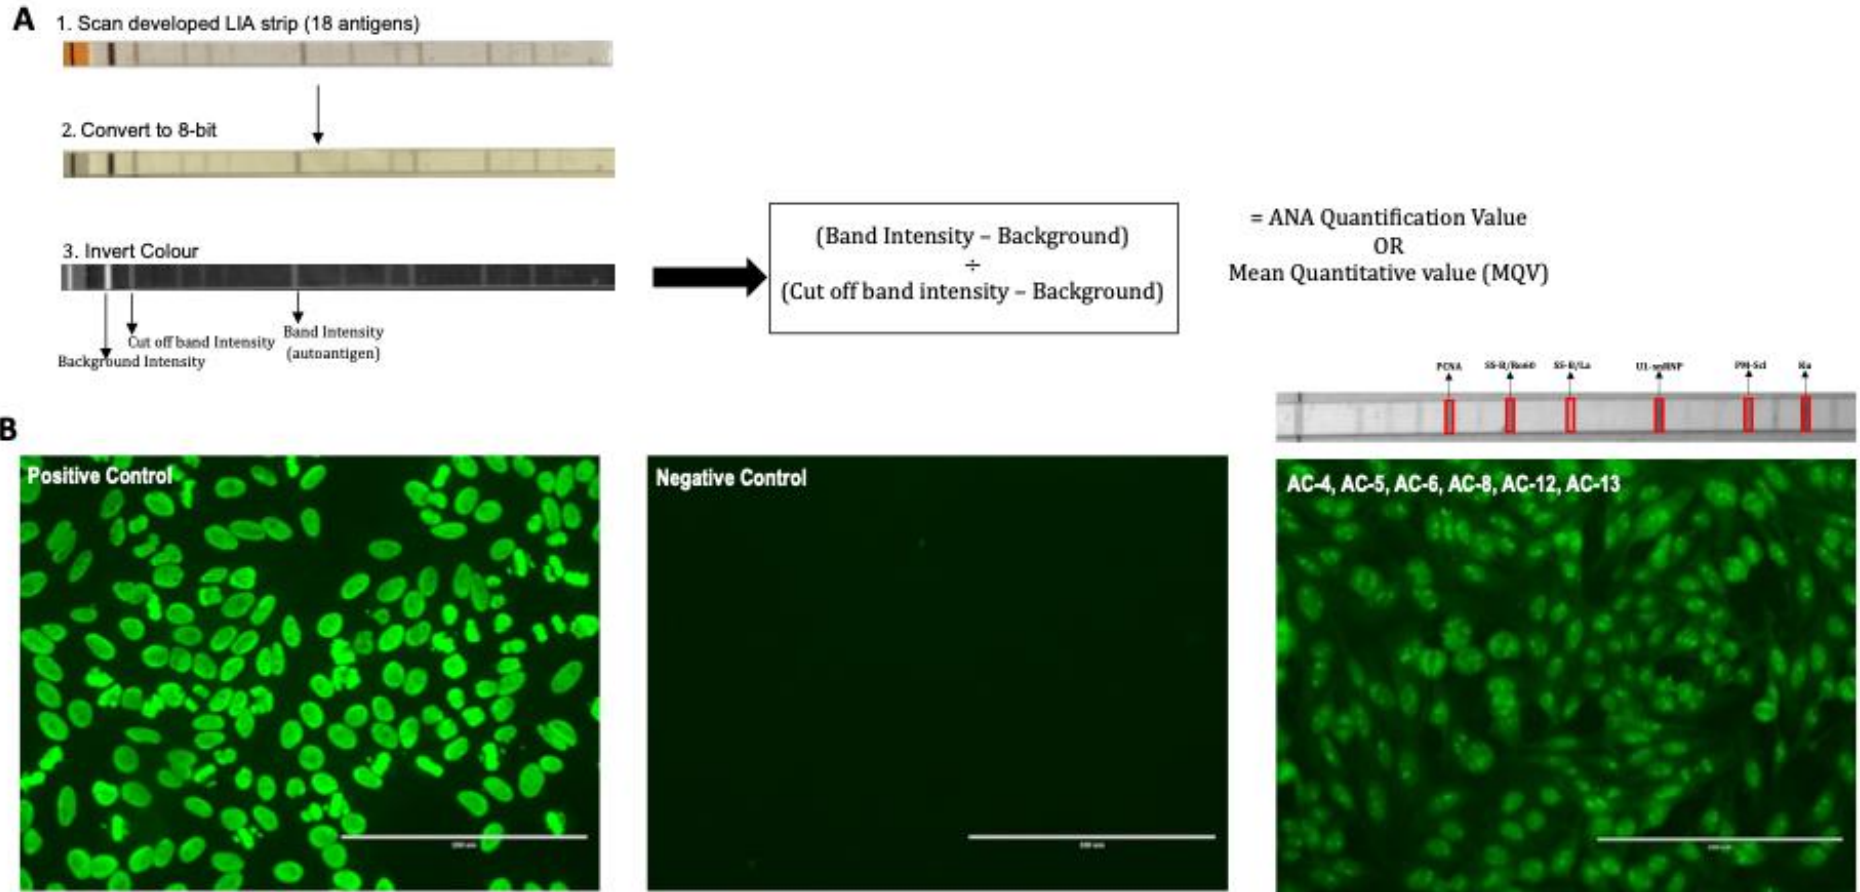 A
1. Scan developed LIA strip (18 antigens)
2. Convert to 8-bit
3. Invert Colour
Cut off band Intensity
Background Intensity
Band Intensity
(autoantigen)
(Band Intensity – Background)
÷
(Cut off band intensity – Background)
= ANA Quantification Value
OR
Mean Quantitative value (MQV)
PCNA
SS-B/La
PM-Scl
Ku
B
Positive Control
Negative Control
AC-4, AC-5, AC-6, AC-8, AC-12, AC-13